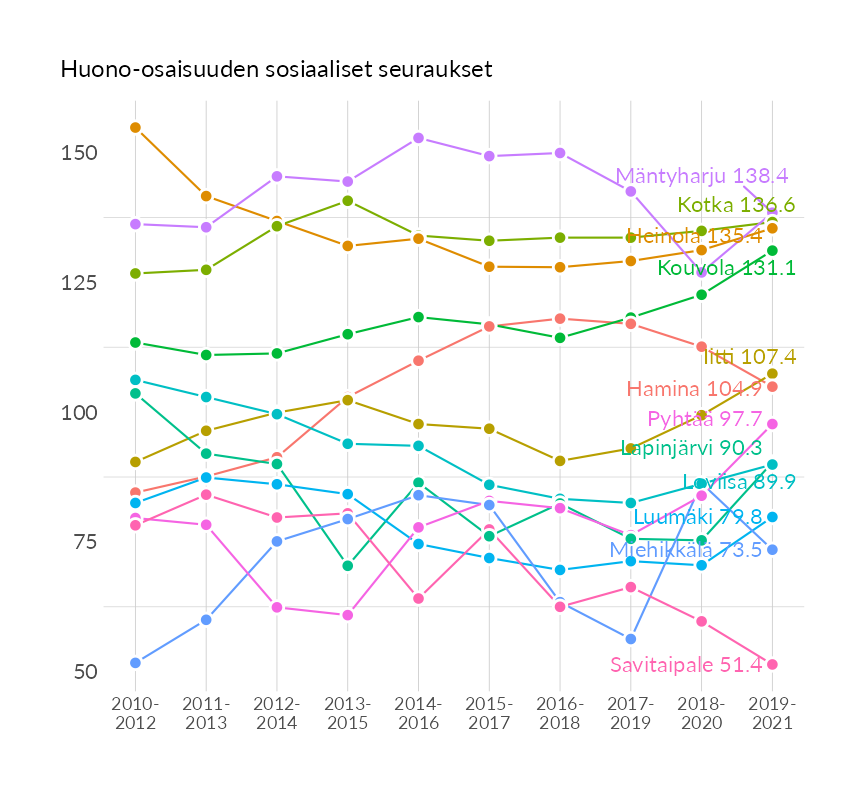 Huono-osaisuuden sosiaaliset seuraukset
150
125
100
75
50
Mäntyharju 138.4
Kotka 136.6
Heinola 135.4
Kouvola 131.1
Iitti 107.4
Hamina 104.9
Pyhtää 97.7
Lapinjärvi 90.3
Loviisa 89.9
Luumäki 79.8
Miehikkälä 73.5
Savitaipale 51.4
2010- 2011- 2012- 2013- 2014- 2015- 2016- 2017- 2018- 2019-
2012 2013 2014 2015 2016 2017 2018 2019 2020 2021